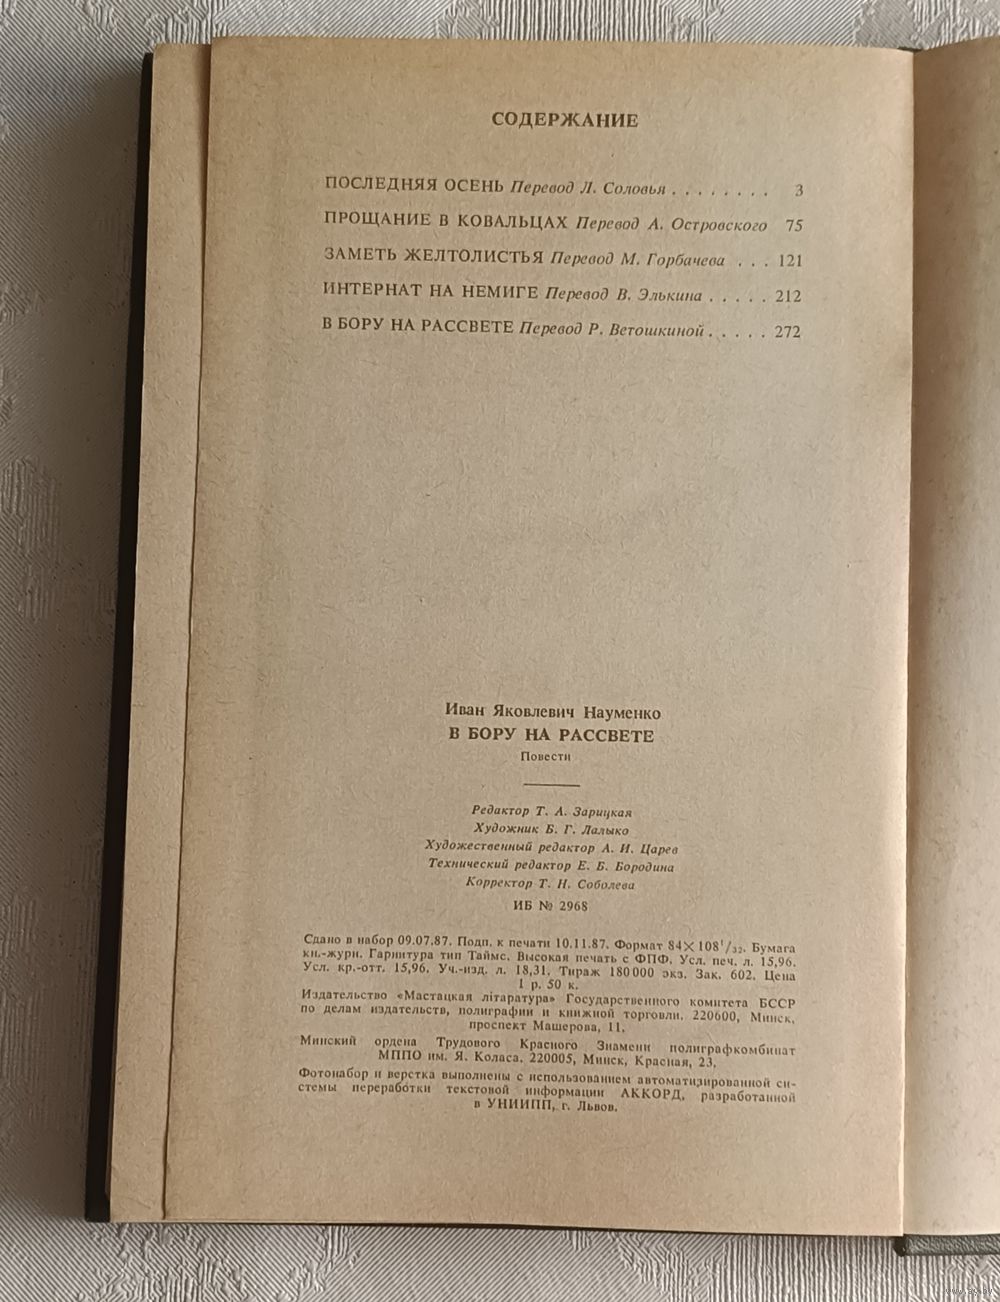 СОДЕРЖАНИЕ
ПОСЛЕДНЯЯ ОСЕНЬ Перевод Л. Соловья . . . . . . . . 3
ПРОЩАНИЕ В КОВАЛЬЦАХ Перевод А. Островского 75
ЗАМЕТЬ ЖЕЛТОЛИСТЬЯ Перевод М. Горбачева . . . 121
ИНТЕРНАТ НА НЕМИГЕ Перевод В. Элькина . . . . . 212
В БОРУ НА РАССВЕТЕ Перевод Р. Ветошкиной . . . . . 272
Иван Яковлевич Науменко
В БОРУ НА РАССВЕТЕ
Повести
Редактор Т. А. Зарицкая
Художник Б. Г. Лалыко
Художественный редактор А. И. Царев
Технический редактор Е. Б. Бородина
Корректор Т. Н. Соболева
ИБ № 2968
Сдано в набор 09.07.87. Подп. к печати 10.11.87. Формат 84×108¹/₃₂. Бумага
кн.-журн. Гарнитура тип Таймс. Высокая печать с ФПФ. Усл. печ. л. 15,96.
Усл. кр.-отт. 15,96. Уч.-изд. л. 18,31. Тираж 180 000 экз. Зак. 602. Цена
1 р. 50 к.
Издательство «Мастацкая літаратура» Государственного комитета БССР
по делам издательств, полиграфии и книжной торговли. 220600, Минск,
проспект Машерова, 11.
Минский ордена Трудового Красного Знамени полиграфкомбинат
МППО им. Я. Коласа. 220005, Минск, Красная, 23.
Фотонабор и верстка выполнены с использованием автоматизированной си-
стемы переработки текстовой информации АККОРД, разработанной
в УНИИПП, г. Львов.
www.ay.by